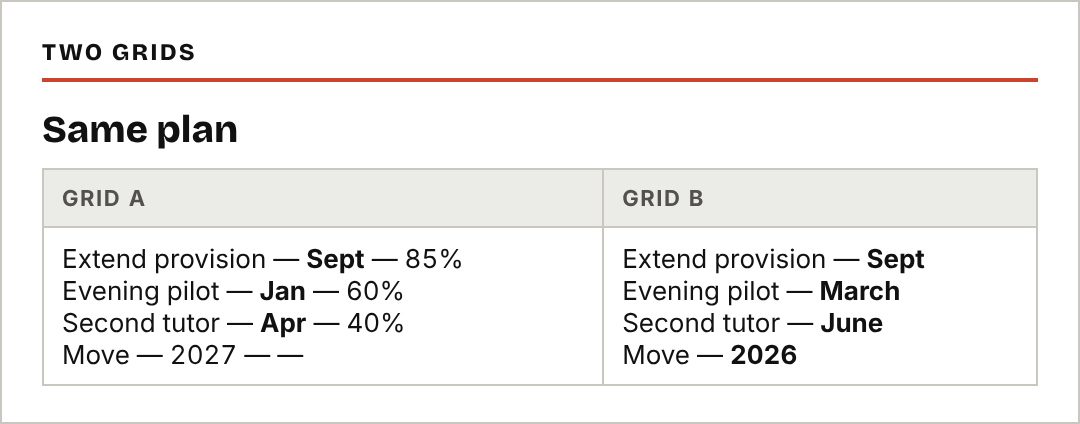 TWO GRIDS
Same plan
GRID A
Extend provision — Sept — 85%
Evening pilot — Jan — 60%
Second tutor — Apr — 40%
Move — 2027 — —
GRID B
Extend provision — Sept
Evening pilot — March
Second tutor — June
Move — 2026